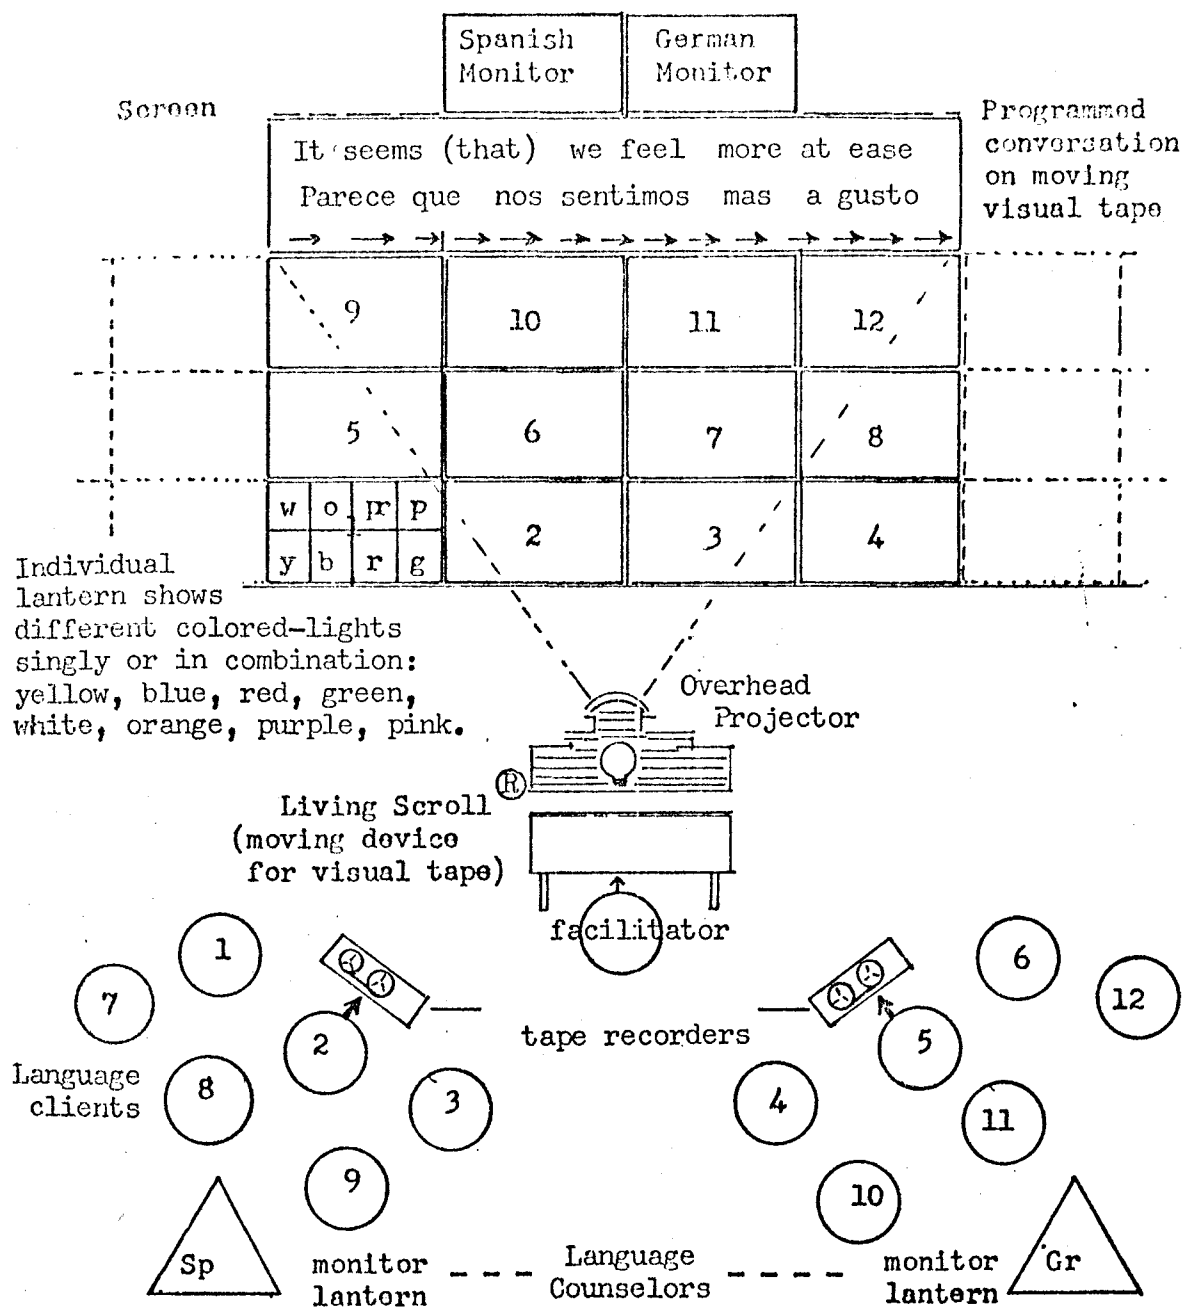 Spanish
Monitor
German
Monitor
Screen
Programmed
conversation
on moving
visual tape
It seems (that) we feel more at ease
Parece que nos sentimos mas a gusto
9
10
11
12
5
6
7
8
w o pr p
y b r g
2
3
4
Individual
lantern shows
different colored-lights
singly or in combination:
yellow, blue, red, green,
white, orange, purple, pink.
Overhead
Projector
R
Living Scroll
(moving device
for visual tape)
facilitator
1
7
2
8
3
9
6
12
5
4
11
10
tape recorders
Language
clients
Sp
monitor
lantern
Language
Counselors
monitor
lantern
Gr